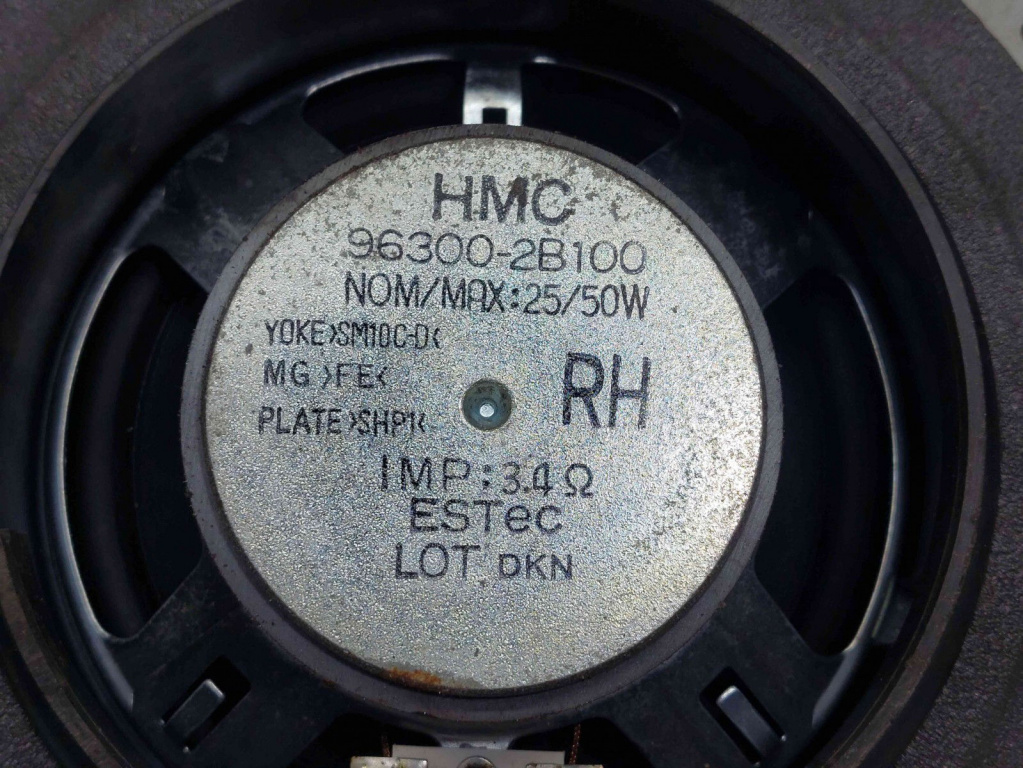 HMC
96300-2B100
NOM/MAX:25/50W
YOKE>SM10C-D<
MG >FE<
PLATE>SHP1<
RH
IMP: 3.4Ω
ESTec
LOT DKN